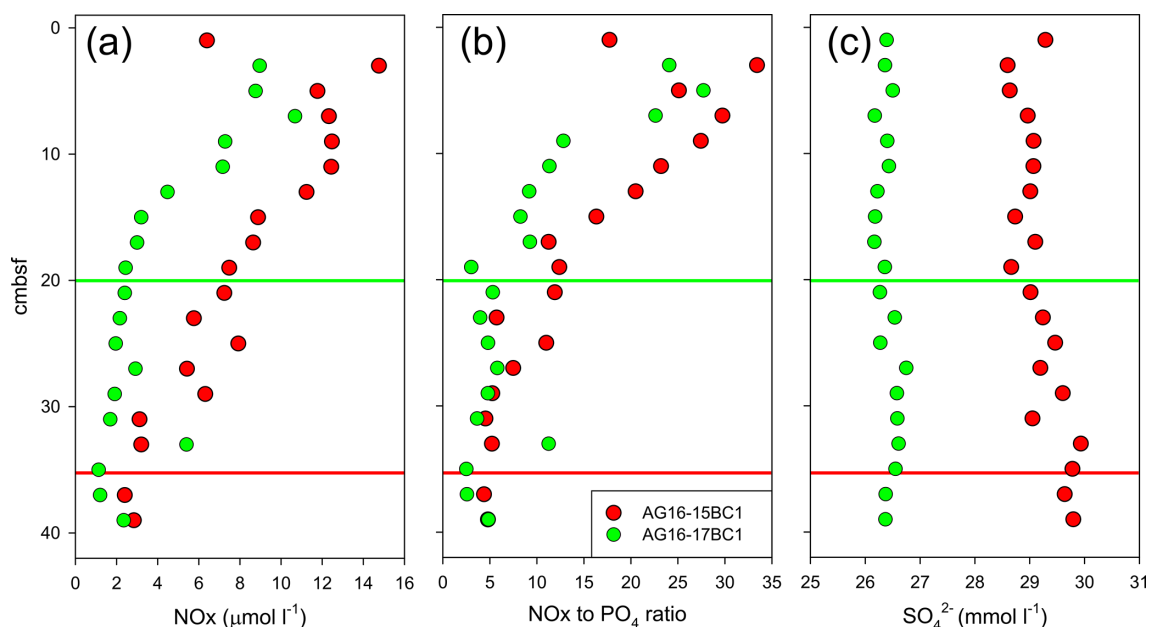 (a)
(b)
(c)
cmbsf
0
10
20
30
40
0 2 4 6 8 10 12 14 16
NOx (μmol l⁻¹)
0 5 10 15 20 25 30 35
NOx to PO₄ ratio
AG16-15BC1
AG16-17BC1
25 26 27 28 29 30 31
SO₄²⁻ (mmol l⁻¹)